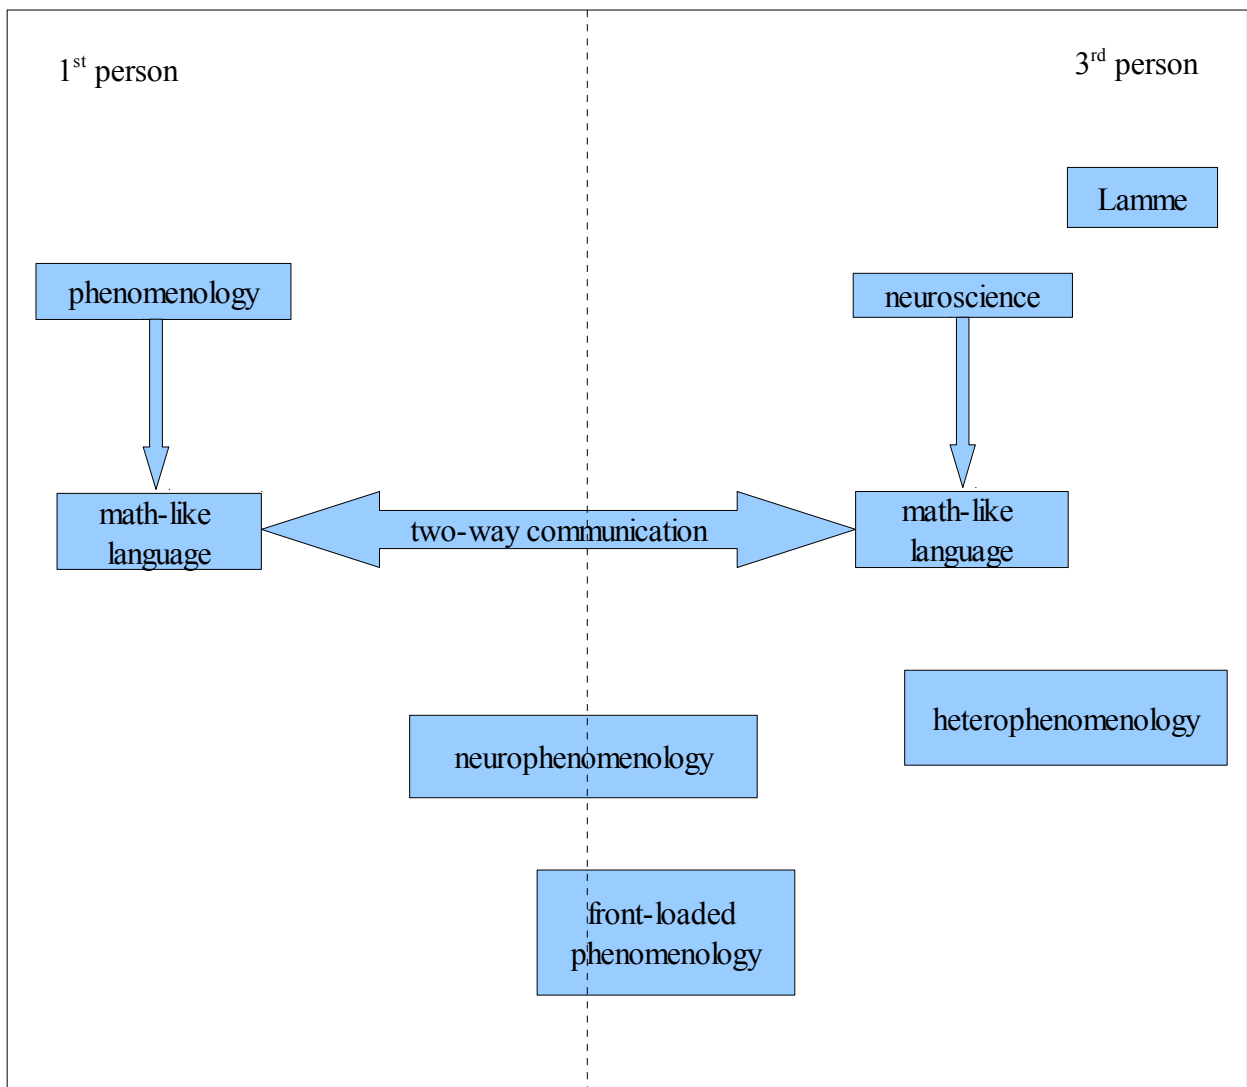 1st person
3rd person
Lamme
phenomenology
neuroscience
math-like
language
two-way communication
math-like
language
heterophenomenology
neurophenomenology
front-loaded
phenomenology